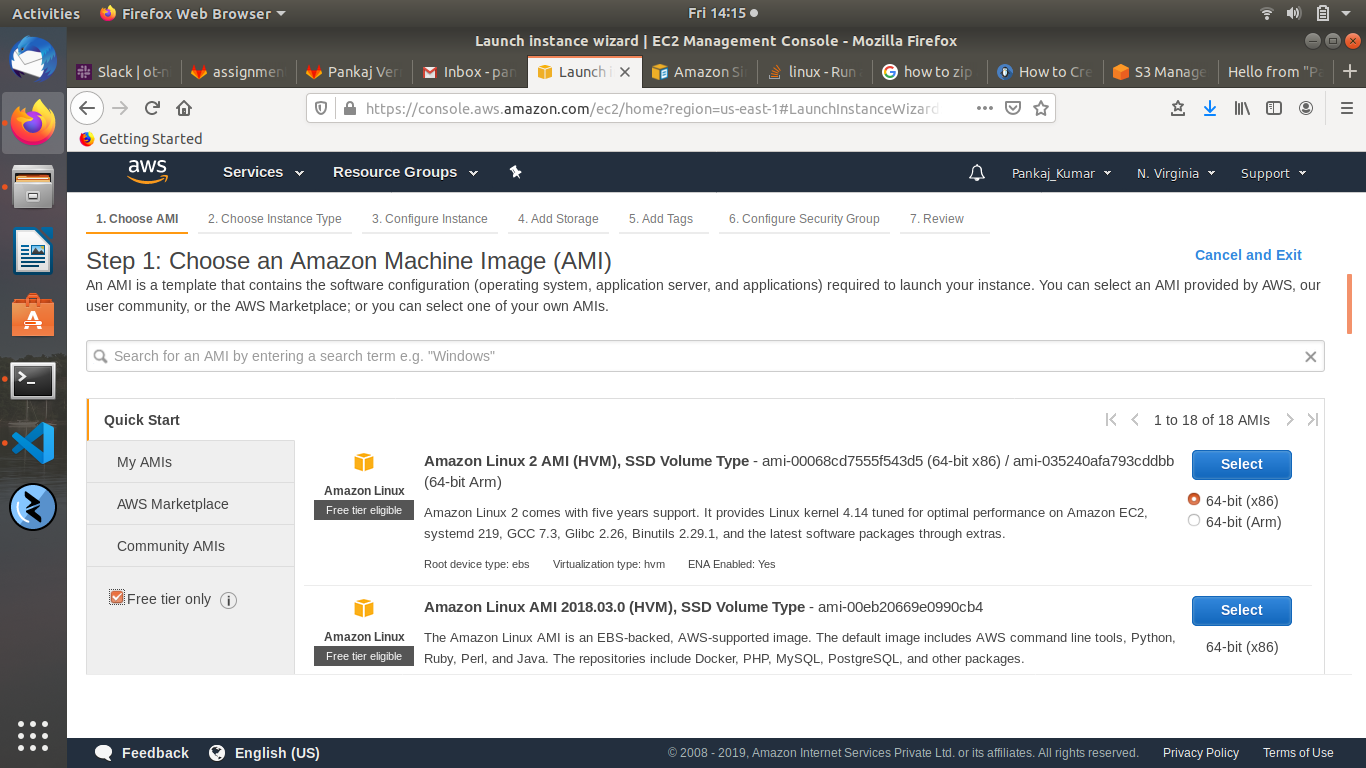 Activities Firefox Web Browser Fri 14:15
Launch instance wizard | EC2 Management Console - Mozilla Firefox
Slack | ot-n assignmen Pankaj Ver Inbox - pan Launch i Amazon Si linux - Run how to zip How to Cre S3 Manage Hello from "Pa
https://console.aws.amazon.com/ec2/home?region=us-east-1#LaunchInstanceWizard
Getting Started
aws Services Resource Groups Pankaj_Kumar N. Virginia Support
1. Choose AMI 2. Choose Instance Type 3. Configure Instance 4. Add Storage 5. Add Tags 6. Configure Security Group 7. Review
Step 1: Choose an Amazon Machine Image (AMI)
Cancel and Exit
An AMI is a template that contains the software configuration (operating system, application server, and applications) required to launch your instance. You can select an AMI provided by AWS, our
user community, or the AWS Marketplace; or you can select one of your own AMIs.
Search for an AMI by entering a search term e.g. "Windows"
Quick Start
1 to 18 of 18 AMIs
My AMIs
AWS Marketplace
Community AMIs
Free tier only
Amazon Linux
Free tier eligible
Amazon Linux 2 AMI (HVM), SSD Volume Type - ami-00068cd7555f543d5 (64-bit x86) / ami-035240afa793cddbb
(64-bit Arm)
Amazon Linux 2 comes with five years support. It provides Linux kernel 4.14 tuned for optimal performance on Amazon EC2,
systemd 219, GCC 7.3, Glibc 2.26, Binutils 2.29.1, and the latest software packages through extras.
Root device type: ebs Virtualization type: hvm ENA Enabled: Yes
Select
64-bit (x86)
64-bit (Arm)
Amazon Linux
Free tier eligible
Amazon Linux AMI 2018.03.0 (HVM), SSD Volume Type - ami-00eb20669e0990cb4
The Amazon Linux AMI is an EBS-backed, AWS-supported image. The default image includes AWS command line tools, Python,
Ruby, Perl, and Java. The repositories include Docker, PHP, MySQL, PostgreSQL, and other packages.
Select
64-bit (x86)
Feedback English (US) © 2008 - 2019, Amazon Internet Services Private Ltd. or its affiliates. All rights reserved. Privacy Policy Terms of Use